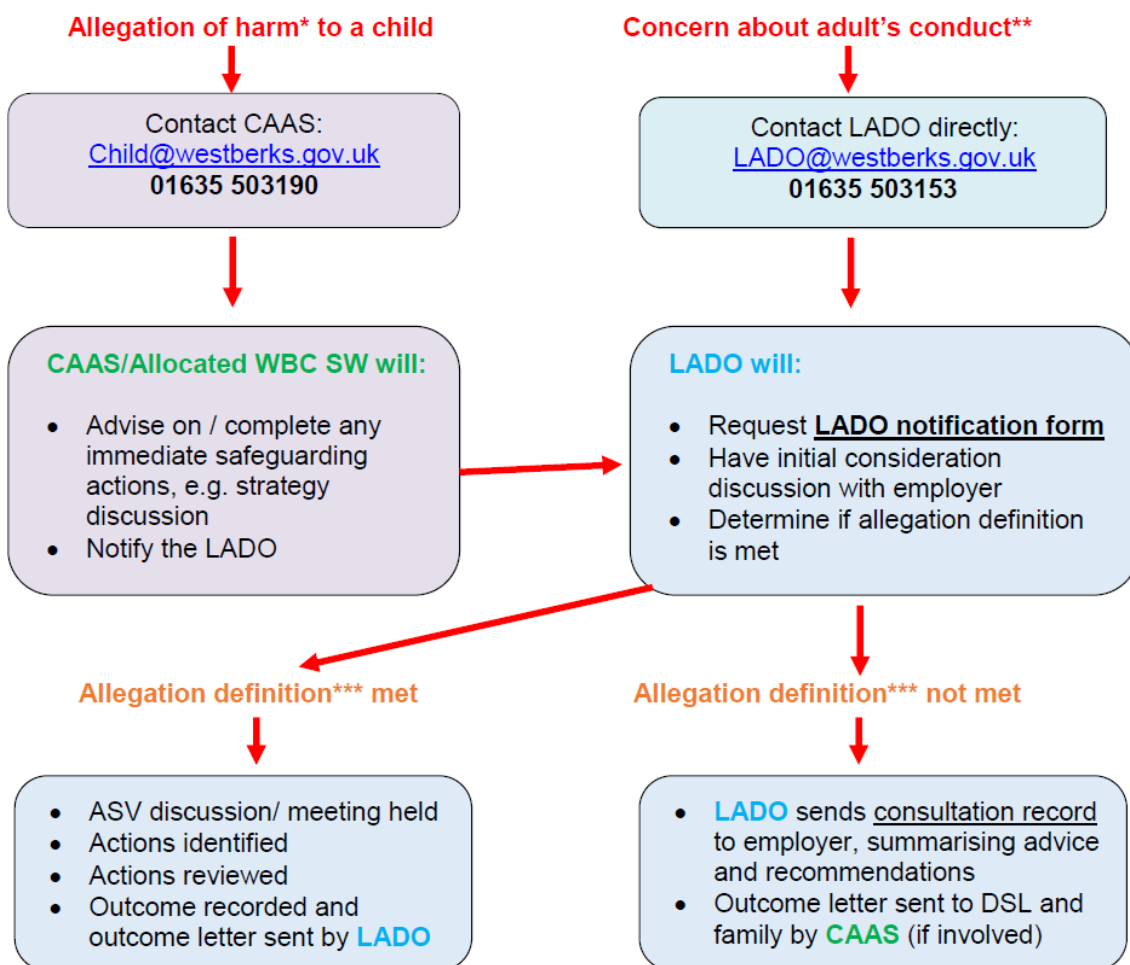 Allegation of harm* to a child
Concern about adult's conduct**
Contact CAAS:
Child@westberks.gov.uk
01635 503190
Contact LADO directly:
LADO@westberks.gov.uk
01635 503153
CAAS/Allocated WBC SW will:
• Advise on / complete any
immediate safeguarding
actions, e.g. strategy
discussion
• Notify the LADO
LADO will:
• Request LADO notification form
• Have initial consideration
discussion with employer
• Determine if allegation definition
is met
Allegation definition*** met
Allegation definition*** not met
• ASV discussion/ meeting held
• Actions identified
• Actions reviewed
• Outcome recorded and
outcome letter sent by LADO
• LADO sends consultation record
to employer, summarising advice
and recommendations
• Outcome letter sent to DSL and
family by CAAS (if involved)